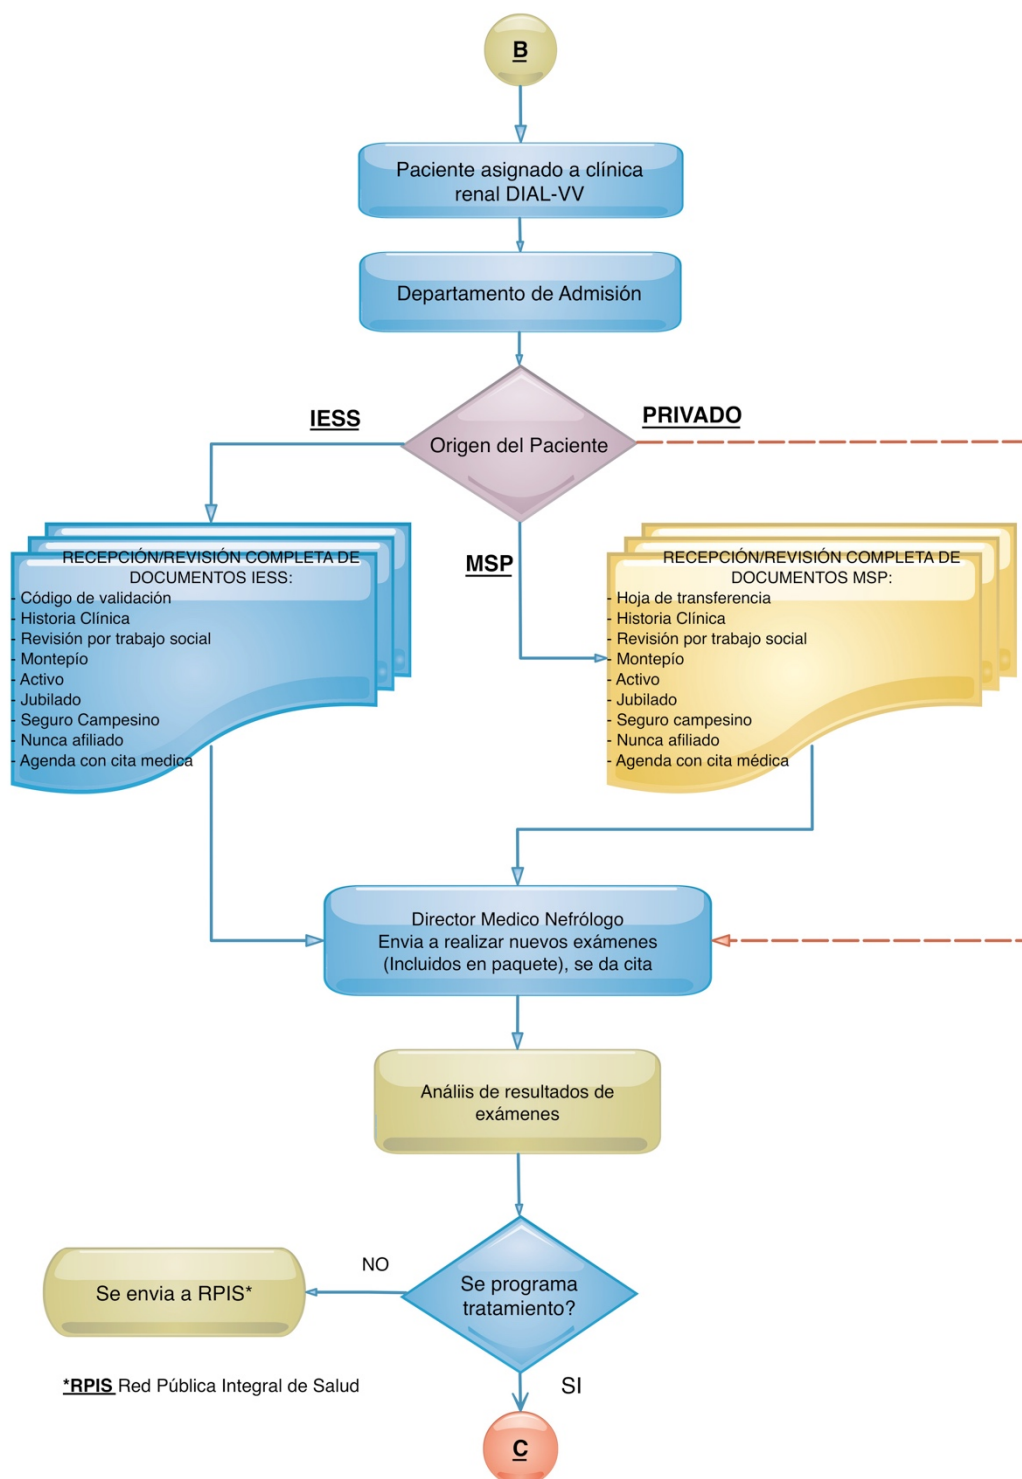 B
Paciente asignado a clínica
renal DIAL-VV
Departamento de Admisión
IESS
PRIVADO
Origen del Paciente
MSP
RECEPCIÓN/REVISIÓN COMPLETA DE
DOCUMENTOS IESS:
- Código de validación
- Historia Clínica
- Revisión por trabajo social
- Montepío
- Activo
- Jubilado
- Seguro Campesino
- Nunca afiliado
- Agenda con cita medica
RECEPCIÓN/REVISIÓN COMPLETA DE
DOCUMENTOS MSP:
- Hoja de transferencia
- Historia Clínica
- Revisión por trabajo social
- Montepío
- Activo
- Jubilado
- Seguro campesino
- Nunca afiliado
- Agenda con cita médica
Director Medico Nefrólogo
Envia a realizar nuevos exámenes
(Incluidos en paquete), se da cita
Análiis de resultados de
exámenes
Se programa
tratamiento?
NO
Se envia a RPIS*
*RPIS Red Pública Integral de Salud
SI
C